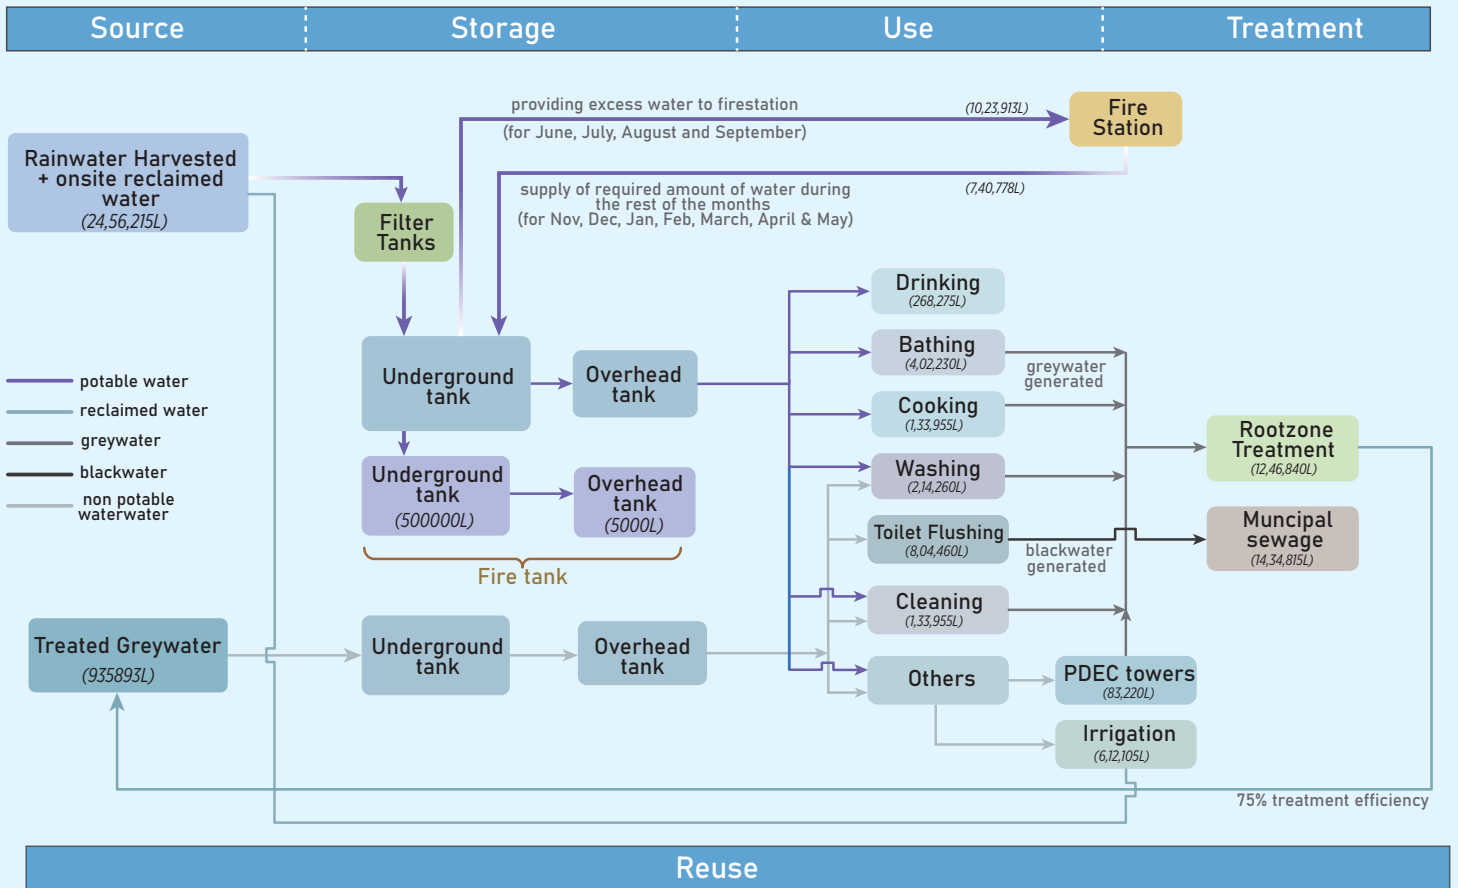 Source
Storage
Use
Treatment
providing excess water to firestation
(10,23,913L)
(for June, July, August and September)
Fire
Station
Rainwater Harvested
+ onsite reclaimed
water
(24,56,215L)
supply of required amount of water during
the rest of the months
(for Nov, Dec, Jan, Feb, March, April & May)
(7,40,778L)
Filter
Tanks
Drinking
(268,275L)
Bathing
(4,02,230L)
greywater
generated
Underground
tank
Overhead
tank
potable water
reclaimed water
greywater
blackwater
non potable
waterwater
Cooking
(1,33,955L)
Rootzone
Treatment
(12,46,840L)
Underground
tank
(500000L)
Overhead
tank
(5000L)
Washing
(2,14,260L)
Toilet Flushing
(8,04,460L)
blackwater
generated
Muncipal
sewage
(14,34,815L)
Fire tank
Cleaning
(1,33,955L)
Treated Greywater
(935893L)
Underground
tank
Overhead
tank
Others
PDEC towers
(83,220L)
Irrigation
(6,12,105L)
75% treatment efficiency
Reuse